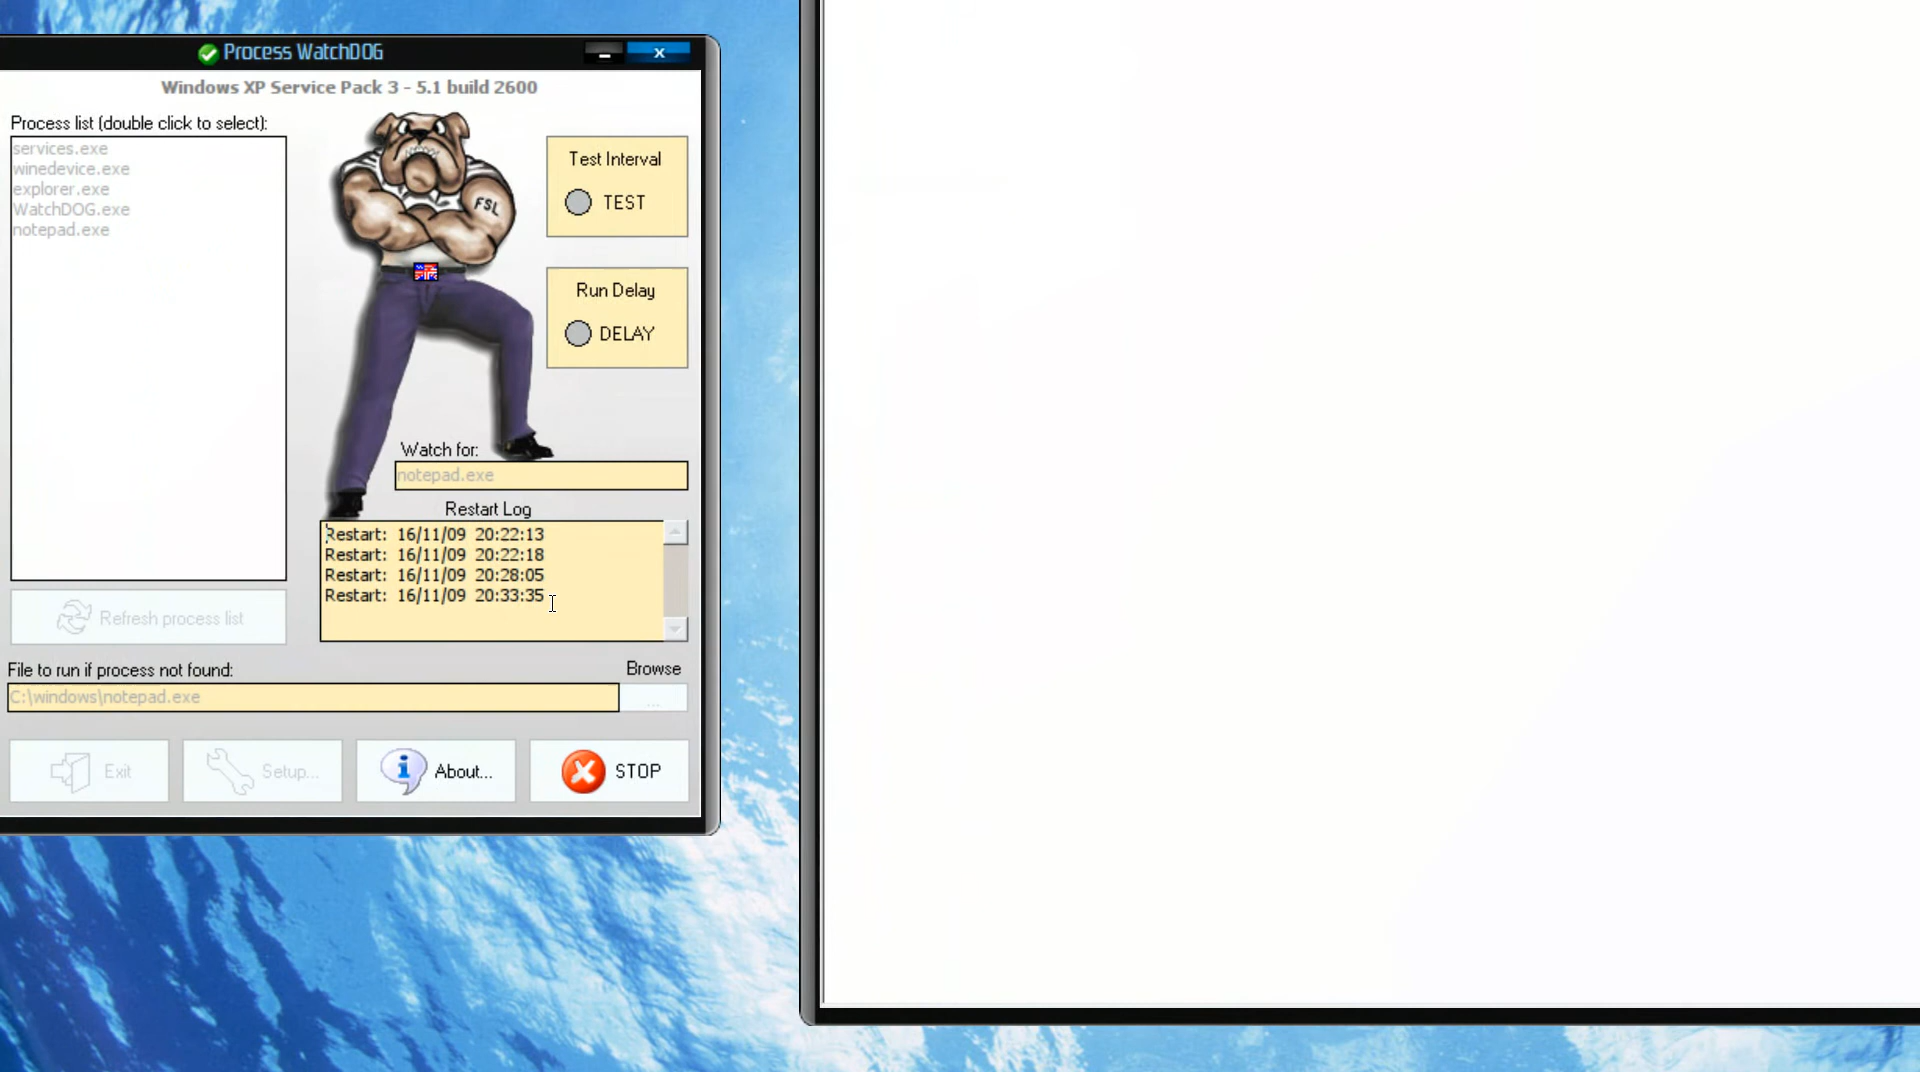 Process WatchDOG
Windows XP Service Pack 3 - 5.1 build 2600
Process list (double click to select):
services.exe
winedevice.exe
explorer.exe
WatchDOG.exe
notepad.exe
FSL
Test Interval
TEST
Run Delay
DELAY
Watch for:
notepad.exe
Restart Log
Restart: 16/11/09 20:22:13
Restart: 16/11/09 20:22:18
Restart: 16/11/09 20:28:05
Restart: 16/11/09 20:33:35
Refresh process list
File to run if process not found:
Browse
C:\windows\notepad.exe
...
Exit
Setup...
About...
STOP